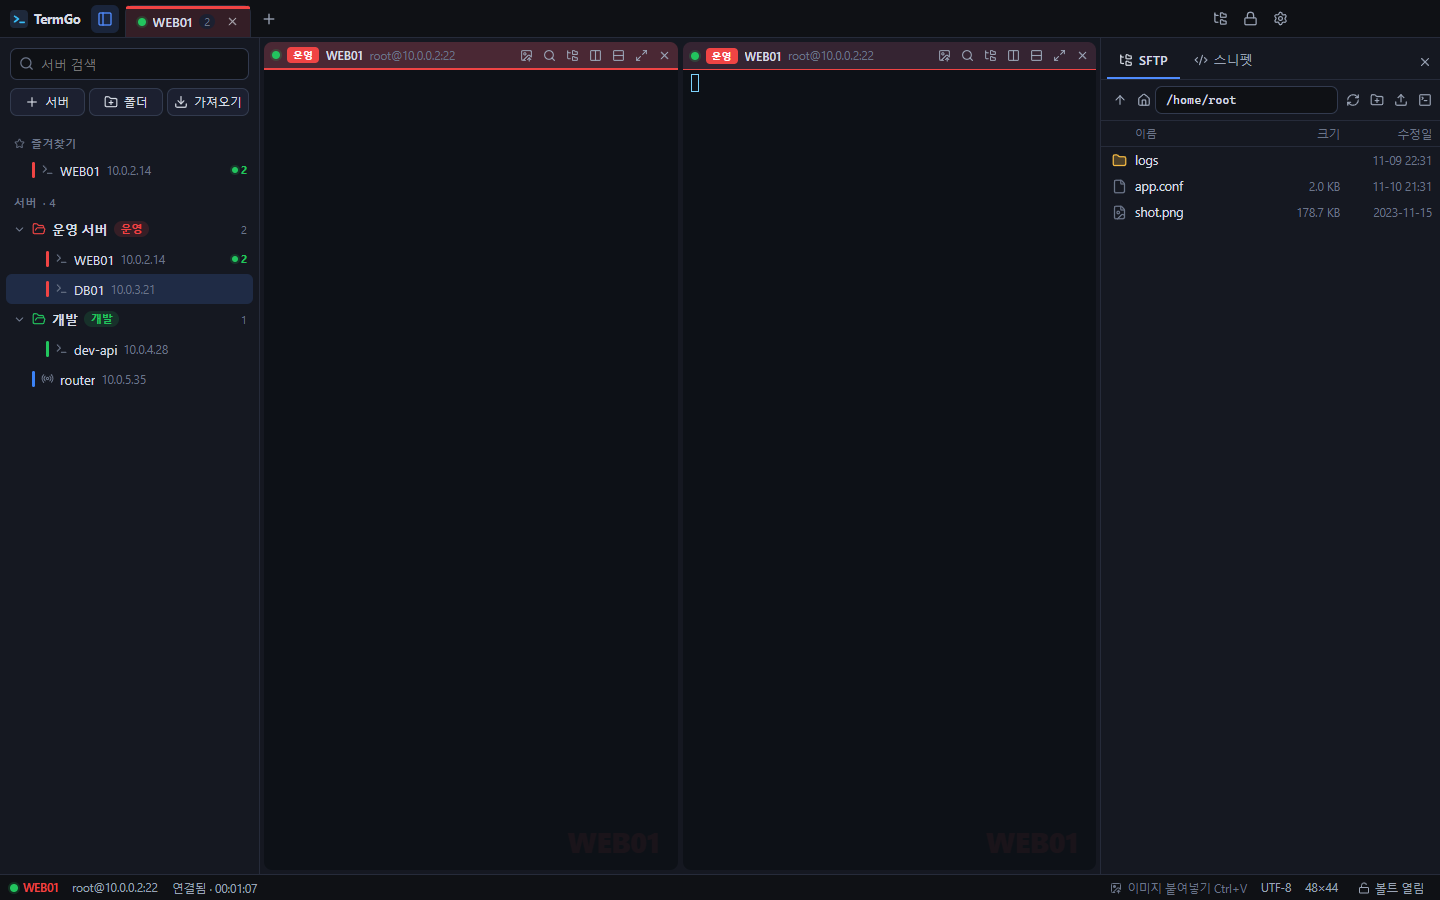 TermGo
WEB01 2
서버 검색
서버
폴더
가져오기
즐겨찾기
WEB01 10.0.2.14 2
서버 · 4
운영 서버 운영 2
WEB01 10.0.2.14 2
DB01 10.0.3.21
개발 개발 1
dev-api 10.0.4.28
router 10.0.5.35
운영 WEB01 root@10.0.0.2:22
WEB01
운영 WEB01 root@10.0.0.2:22
WEB01
SFTP
스니펫
/home/root
이름 크기 수정일
logs 11-09 22:31
app.conf 2.0 KB 11-10 21:31
shot.png 178.7 KB 2023-11-15
WEB01 root@10.0.0.2:22 연결됨 · 00:01:07
이미지 붙여넣기 Ctrl+V UTF-8 48×44 볼트 열림